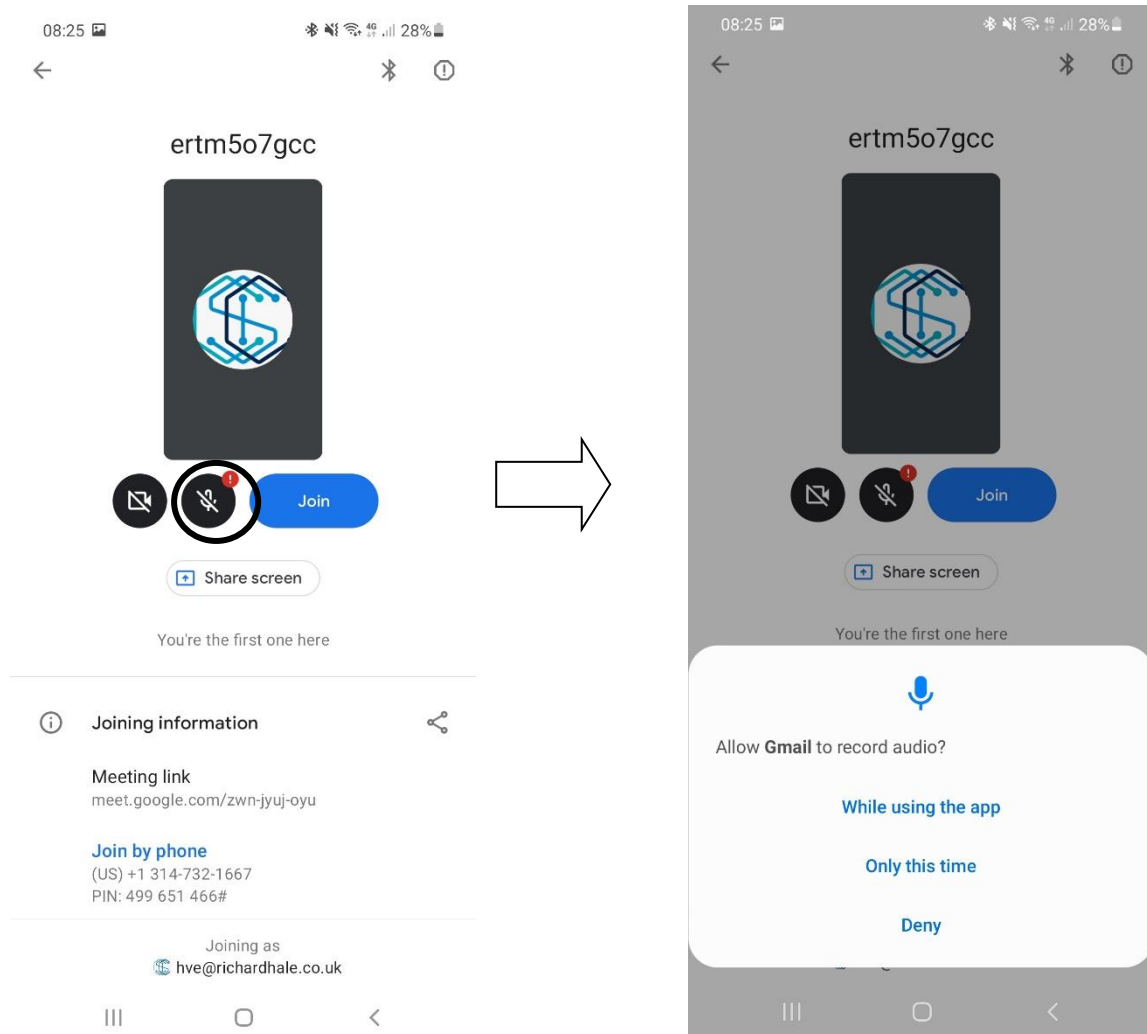 08:25
4G
28%
ertm5o7gcc
Join
Share screen
You're the first one here
Joining information
Meeting link
meet.google.com/zwn-jyuj-oyu
Join by phone
(US) +1 314-732-1667
PIN: 499 651 466#
Joining as
hve@richardhale.co.uk
08:25
4G
28%
ertm5o7gcc
Join
Share screen
You're the first one here
Allow Gmail to record audio?
While using the app
Only this time
Deny